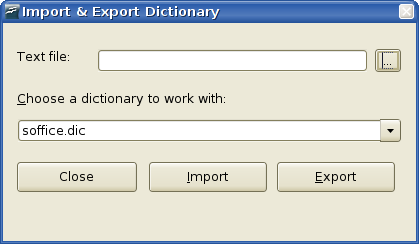 Import & Export Dictionary
Text file:
...
Choose a dictionary to work with:
soffice.dic
Close Import Export